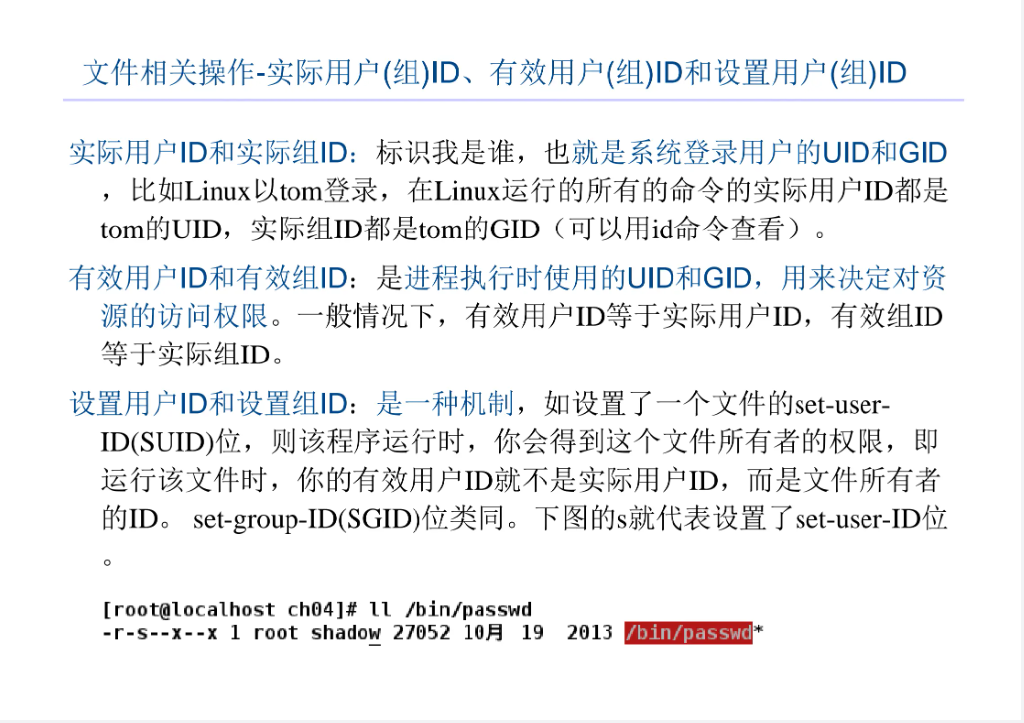 文件相关操作-实际用户(组)ID、有效用户(组)ID和设置用户(组)ID
实际用户ID和实际组ID：标识我是谁，也就是系统登录用户的UID和GID
，比如Linux以tom登录，在Linux运行的所有的命令的实际用户ID都是
tom的UID，实际组ID都是tom的GID（可以用id命令查看）。
有效用户ID和有效组ID：是进程执行时使用的UID和GID，用来决定对资
源的访问权限。一般情况下，有效用户ID等于实际用户ID，有效组ID
等于实际组ID。
设置用户ID和设置组ID：是一种机制，如设置了一个文件的set-user-
ID(SUID)位，则该程序运行时，你会得到这个文件所有者的权限，即
运行该文件时，你的有效用户ID就不是实际用户ID，而是文件所有者
的ID。 set-group-ID(SGID)位类同。下图的s就代表设置了set-user-ID位
。
[root@localhost ch04]# ll /bin/passwd
-r-s--x--x 1 root shadow 27052 10月 19  2013 /bin/passwd*